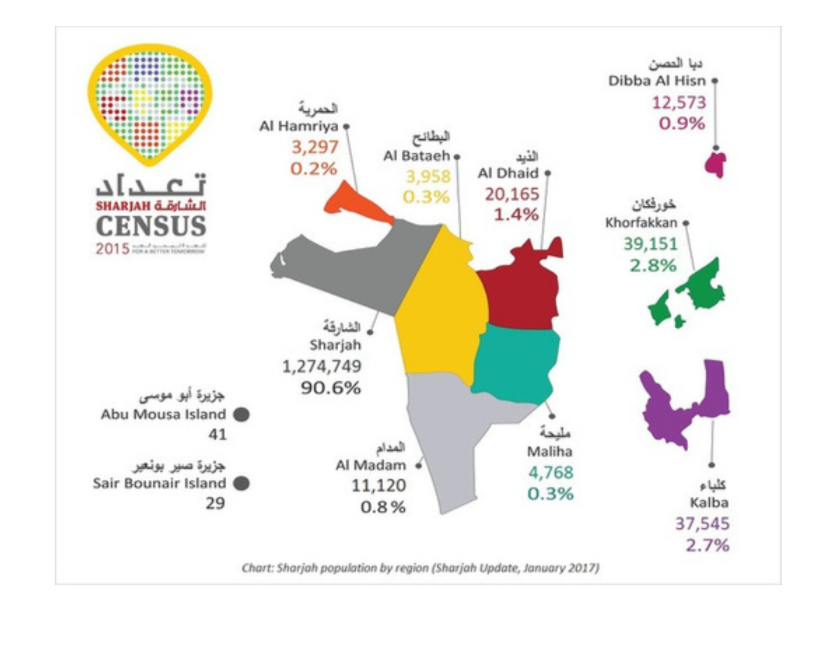 تعداد
SHARJAH الشارقة
CENSUS
2015
FOR A BETTER TOMORROW
الحمرية
Al Hamriya
3,297
0.2%
البطائح
Al Bataeh
3,958
0.3%
الذيد
Al Dhaid
20,165
1.4%
دبا الحصن
Dibba Al Hisn
12,573
0.9%
خورفكان
Khorfakkan
39,151
2.8%
الشارقة
Sharjah
1,274,749
90.6%
جزيرة أبو موسى
Abu Mousa Island
41
جزيرة صير بونعير
Sair Bounair Island
29
المدام
Al Madam
11,120
0.8%
مليحة
Maliha
4,768
0.3%
كلباء
Kalba
37,545
2.7%
Chart: Sharjah population by region (Sharjah Update, January 2017)